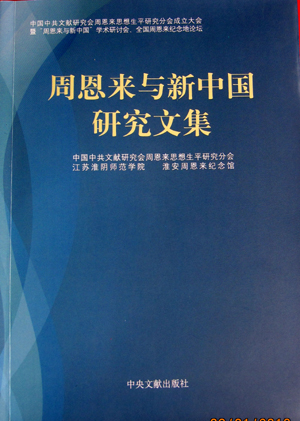 中国中共文献研究会周恩来思想生平研究分会成立大会
暨“周恩来与新中国”学术研讨会、全国周恩来纪念地论坛
周恩来与新中国
研究文集
中国中共文献研究会周恩来思想生平研究分会
江苏淮阴师范学院 淮安周恩来纪念馆
中央文献出版社